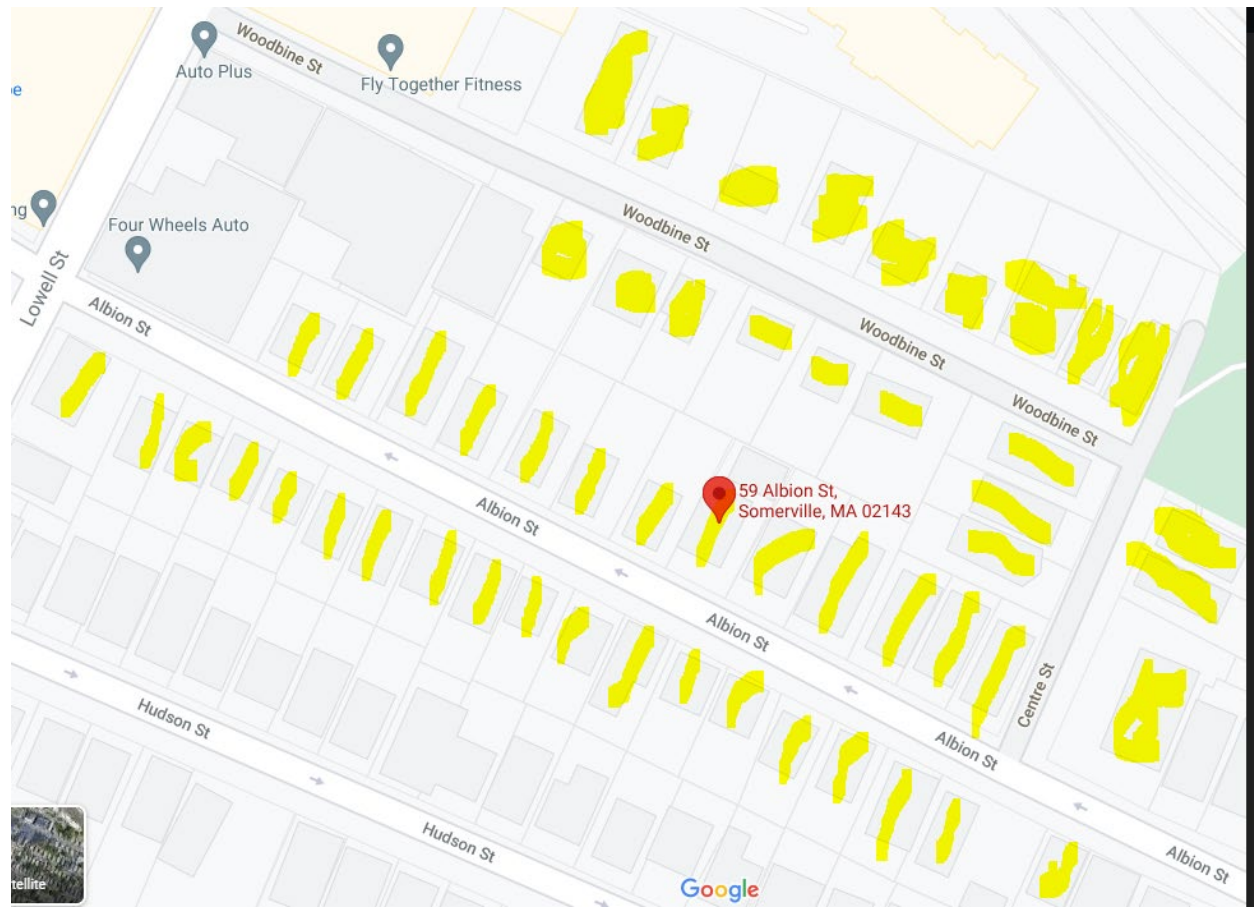 Woodbine St
Auto Plus
Fly Together Fitness
e
ng
Four Wheels Auto
Woodbine St
Lowell St
Albion St
Woodbine St
Woodbine St
59 Albion St,
Somerville, MA 02143
Albion St
Albion St
Centre St
Hudson St
Albion St
Hudson St
Albion St
tellite
Google